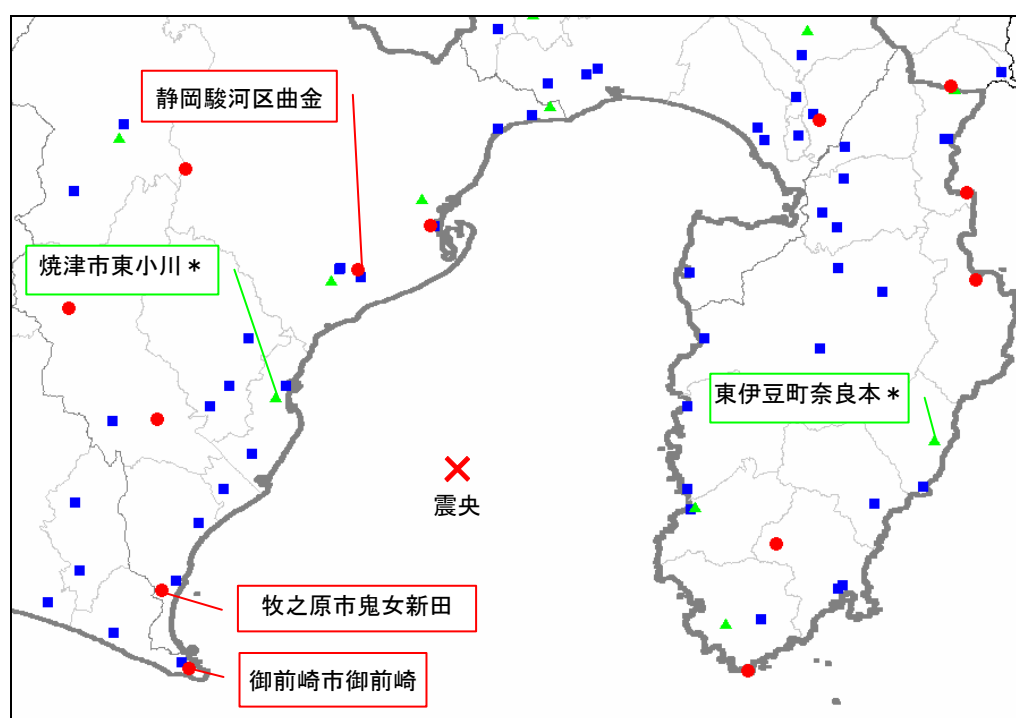 静岡駿河区曲金
焼津市東小川＊
東伊豆町奈良本＊
震央
牧之原市鬼女新田
御前崎市御前崎